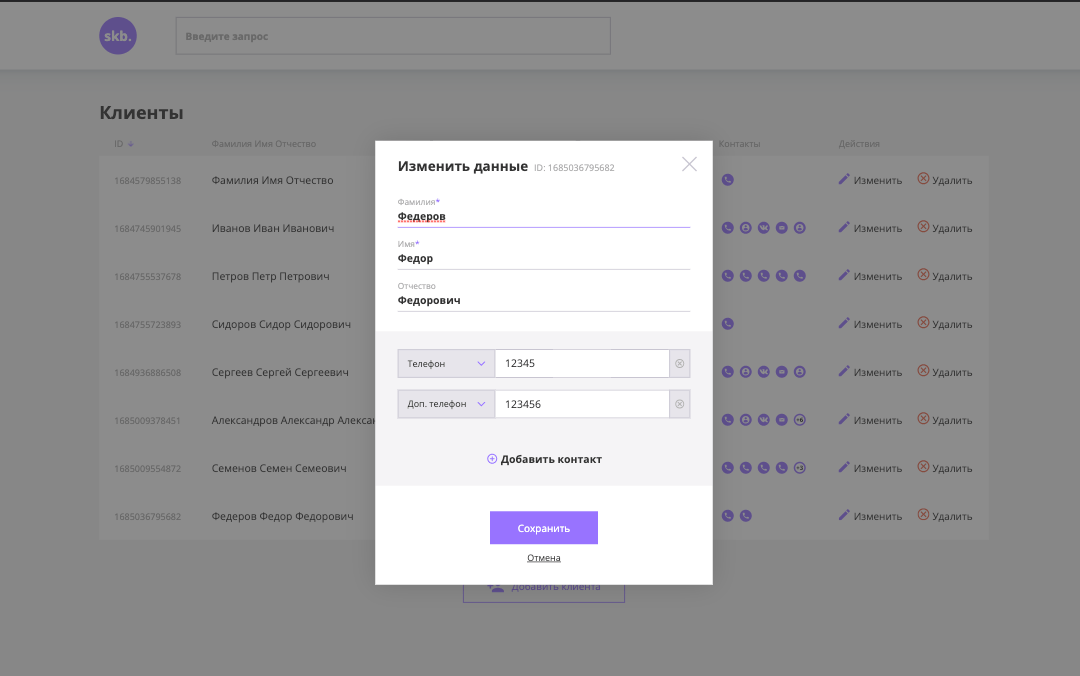 skb.
Введите запрос
Клиенты
ID Фамилия Имя Отчество Контакты Действия
1684579855138 Фамилия Имя Отчество Изменить Удалить
1684745901945 Иванов Иван Иванович Изменить Удалить
1684755537678 Петров Петр Петрович Изменить Удалить
1684755723893 Сидоров Сидор Сидорович Изменить Удалить
1684936886508 Сергеев Сергей Сергеевич Изменить Удалить
1685009378451 Александров Александр +6 Изменить Удалить
1685009554872 Семенов Семен Семеович +3 Изменить Удалить
1685036795682 Федеров Федор Федорович Изменить Удалить
Изменить данные ID: 1685036795682
Фамилия*
Федеров
Имя*
Федор
Отчество
Федорович
Телефон 12345
Доп. телефон 123456
Добавить контакт
Сохранить
Отмена
Добавить клиента